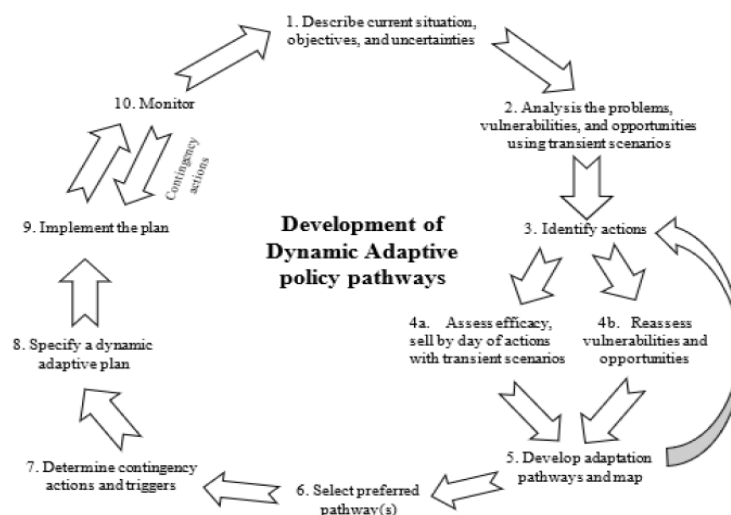 1. Describe current situation,
objectives, and uncertainties
2. Analysis the problems,
vulnerabilities, and opportunities
using transient scenarios
3. Identify actions
4a. Assess efficacy,
sell by day of actions
with transient scenarios
4b. Reassess
vulnerabilities and
opportunities
5. Develop adaptation
pathways and map
6. Select preferred
pathway(s)
7. Determine contingency
actions and triggers
8. Specify a dynamic
adaptive plan
9. Implement the plan
10. Monitor
Contingency
actions
Development of
Dynamic Adaptive
policy pathways